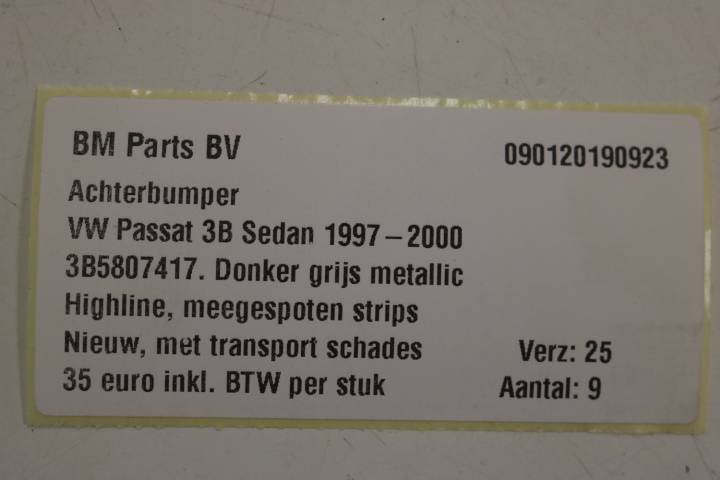 BM Parts BV 090120190923
Achterbumper
VW Passat 3B Sedan 1997-2000
3B5807417. Donker grijs metallic
Highline, meegespoten strips
Nieuw, met transport schades Verz: 25
35 euro inkl. BTW per stuk Aantal: 9